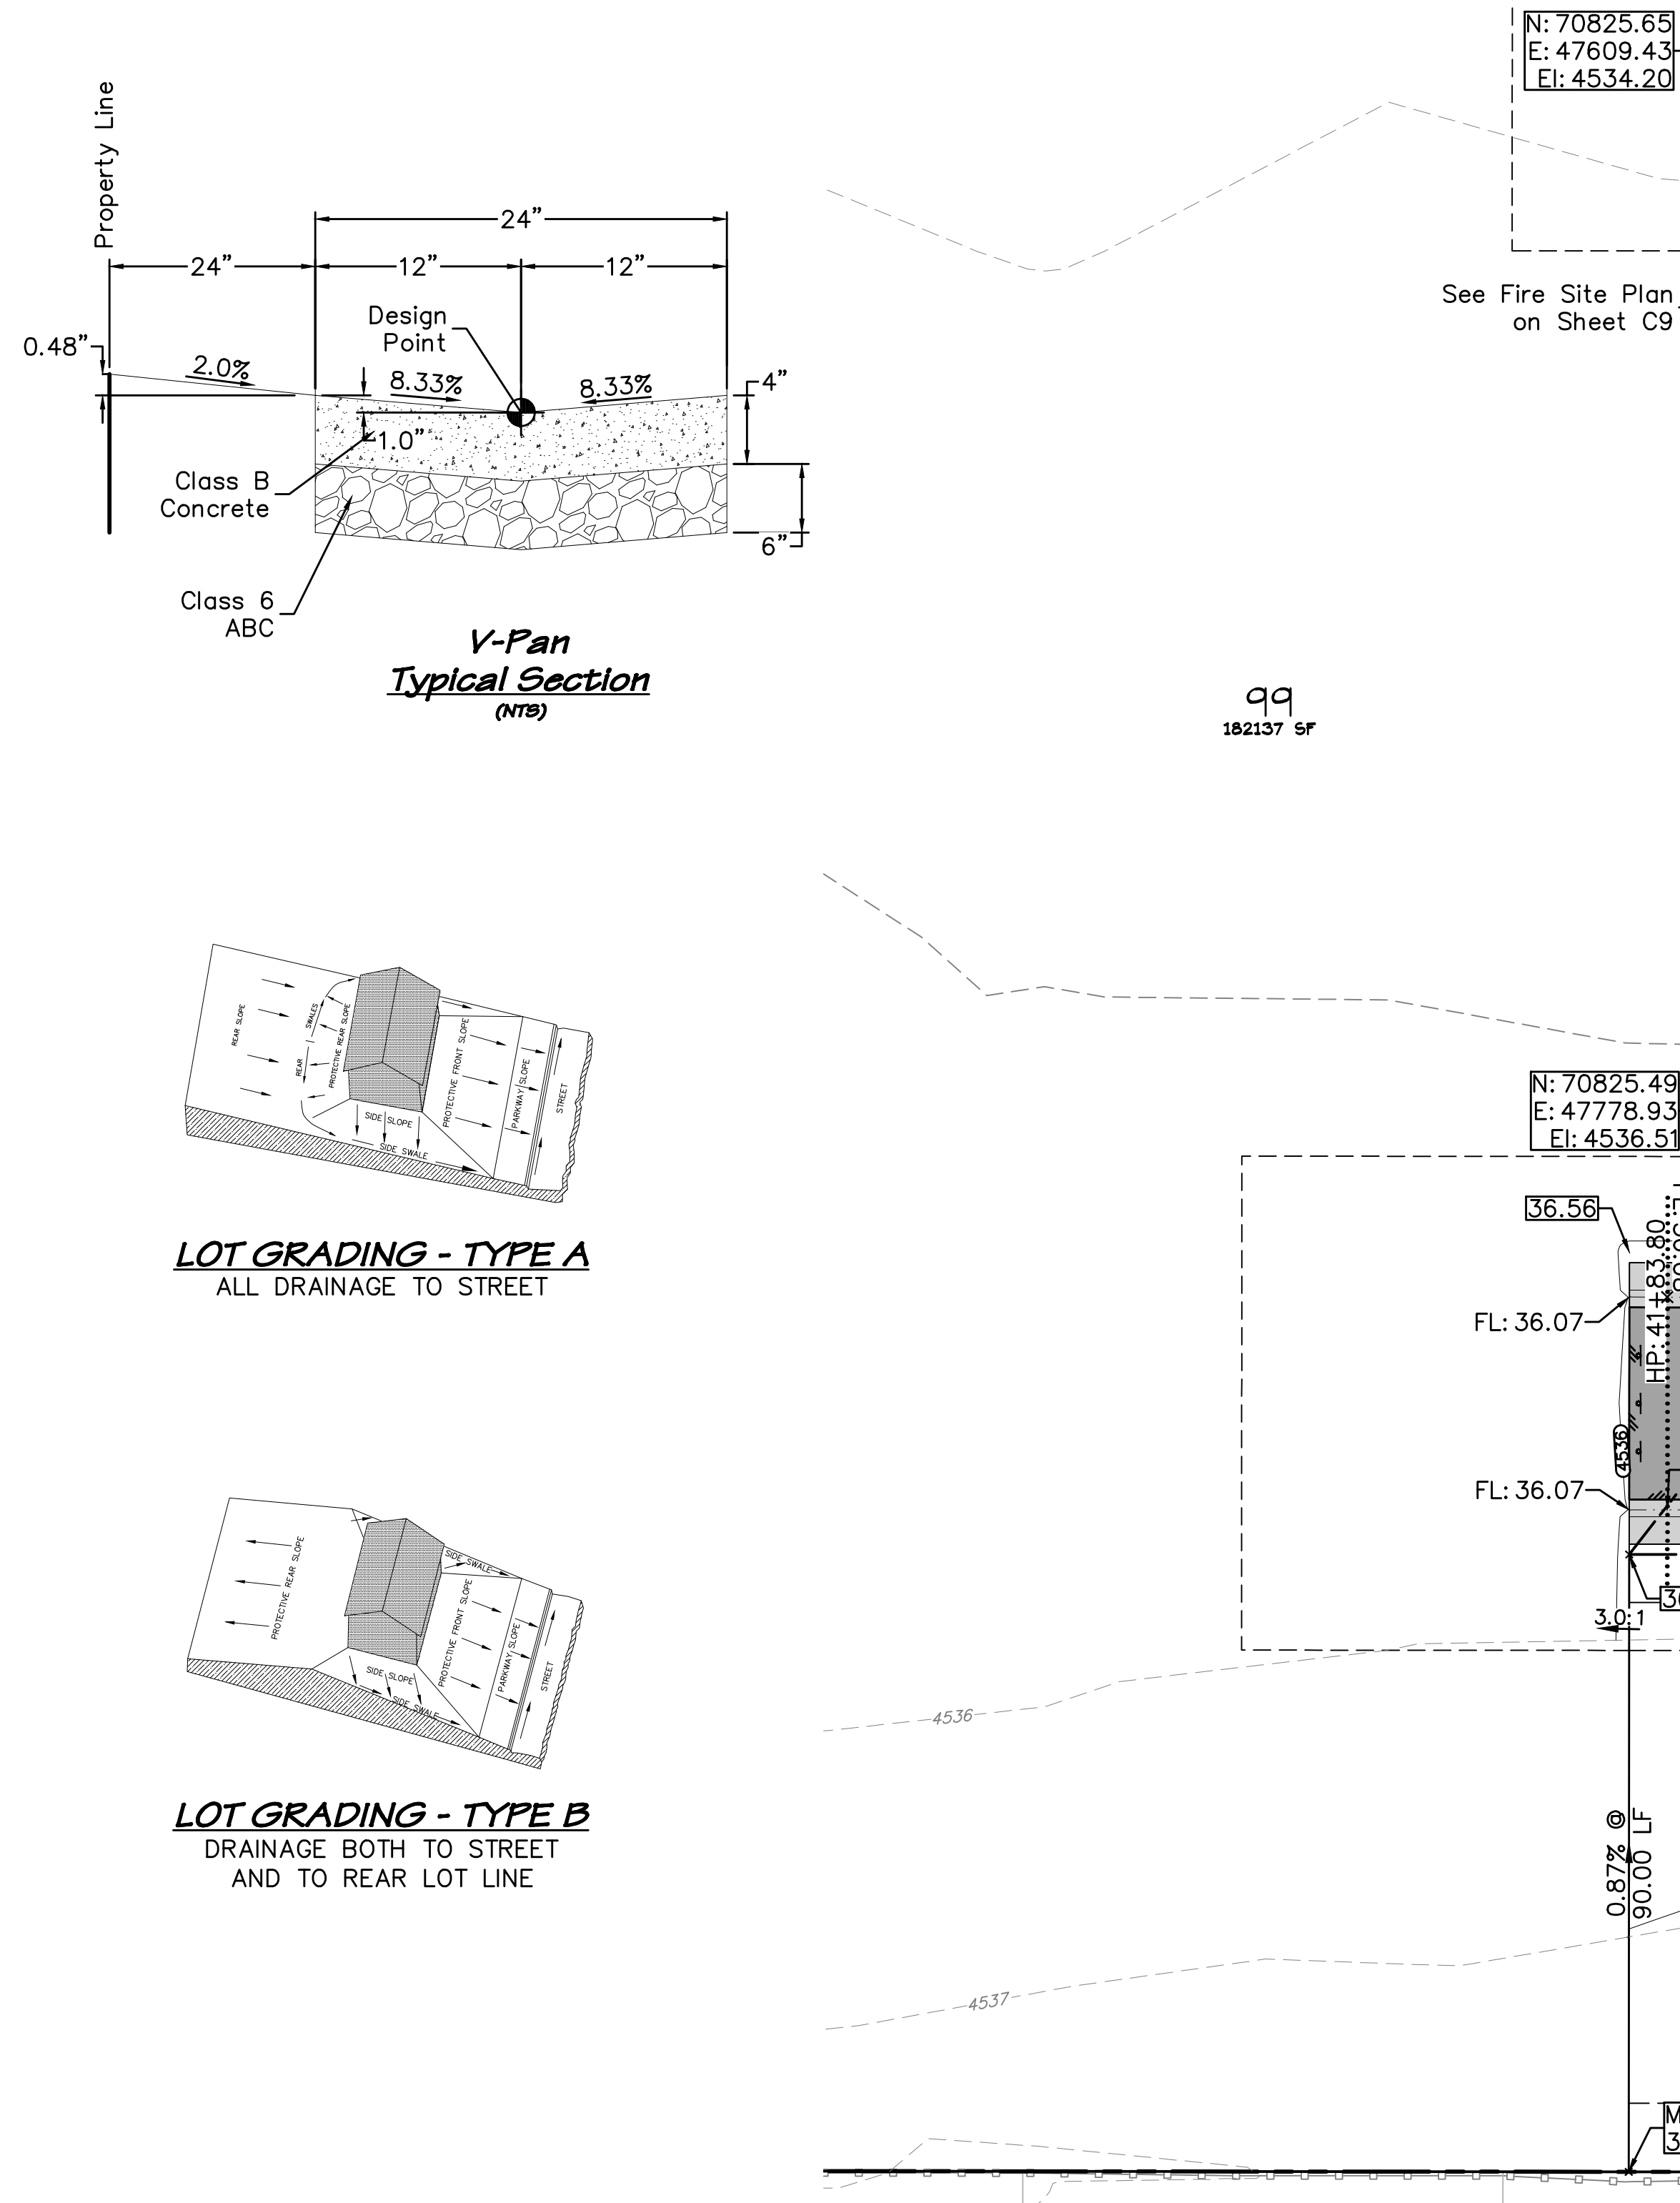 Property Line
24”
24”
12”
12”
Design
Point
0.48”
2.0%
8.33%
8.33%
4”
1.0”
Class B
Concrete
6”
Class 6
ABC
V-Pan
Typical Section
(NTS)
N: 70825.65
E: 47609.43
El: 4534.20
See Fire Site Plan
on Sheet C9
99
182137 SF
REAR SLOPE
REAR
SWALES
PROTECTIVE REAR SLOPE
SIDE SLOPE
SIDE SWALE
PROTECTIVE FRONT SLOPE
PARKWAY SLOPE
STREET
LOT GRADING - TYPE A
ALL DRAINAGE TO STREET
PROTECTIVE REAR SLOPE
SIDE SWALE
SIDE SLOPE
SIDE SWALE
PROTECTIVE FRONT SLOPE
PARKWAY SLOPE
STREET
LOT GRADING - TYPE B
DRAINAGE BOTH TO STREET
AND TO REAR LOT LINE
N: 70825.49
E: 47778.93
El: 4536.51
36.56
HP: 41+83.80
FL: 36.07
4536
FL: 36.07
3.0:1
4536
0.87% @
90.00 LF
4537